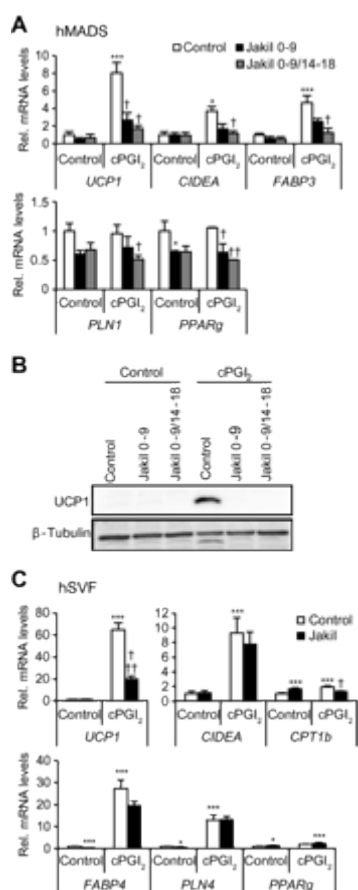 A hMADS
Control Jakil 0-9
Jakil 0-9/14-18
Rel. mRNA levels
10
8
6
4
2
0
*** † † * † *** †
Control cPGI2 Control cPGI2 Control cPGI2
UCP1 CIDEA FABP3
Rel. mRNA levels
1.5
1
0.5
0
† * † ††
Control cPGI2 Control cPGI2
PLN1 PPARg
B
Control cPGI2
Control
Jakil 0-9
Jakil 0-9/14-18
Control
Jakil 0-9
Jakil 0-9/14-18
UCP1
β-Tubulin
C hSVF
Control
Jakil
Rel. mRNA levels
80
60
40
20
0
*** † ††
12
10
8
6
4
2
0
*** *** *** †
Control cPGI2 Control cPGI2 Control cPGI2
UCP1 CIDEA CPT1b
Rel. mRNA levels
40
30
20
10
0
*** *** * *** * ***
Control cPGI2 Control cPGI2 Control cPGI2
FABP4 PLN4 PPARg